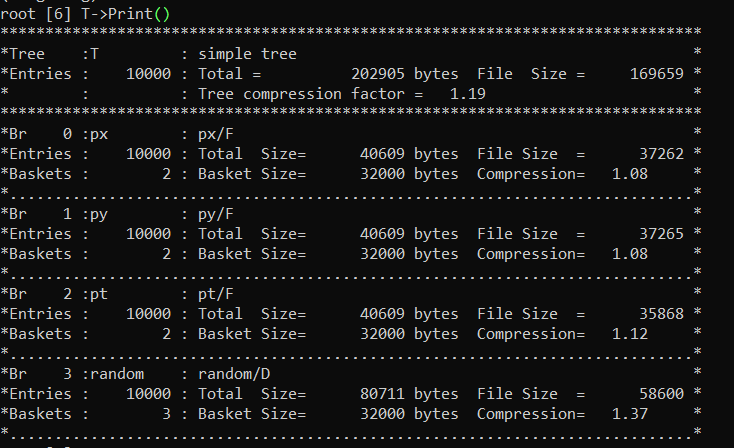 root [6] T->Print()
******************************************************************************
*Tree    :T         : simple tree                                            *
*Entries :    10000 : Total =          202905 bytes  File  Size =     169659 *
*        :          : Tree compression factor =   1.19                       *
******************************************************************************
*Br    0 :px        : px/F                                                   *
*Entries :    10000 : Total  Size=      40609 bytes  File Size  =      37262 *
*Baskets :        2 : Basket Size=      32000 bytes  Compression=   1.08     *
*............................................................................*
*Br    1 :py        : py/F                                                   *
*Entries :    10000 : Total  Size=      40609 bytes  File Size  =      37265 *
*Baskets :        2 : Basket Size=      32000 bytes  Compression=   1.08     *
*............................................................................*
*Br    2 :pt        : pt/F                                                   *
*Entries :    10000 : Total  Size=      40609 bytes  File Size  =      35868 *
*Baskets :        2 : Basket Size=      32000 bytes  Compression=   1.12     *
*............................................................................*
*Br    3 :random    : random/D                                               *
*Entries :    10000 : Total  Size=      80711 bytes  File Size  =      58600 *
*Baskets :        3 : Basket Size=      32000 bytes  Compression=   1.37     *
*............................................................................*